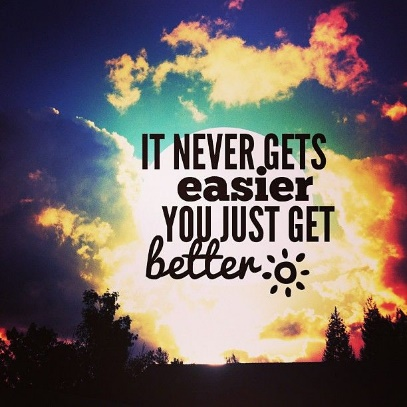 IT NEVER GETS
easier
YOU JUST GET
better